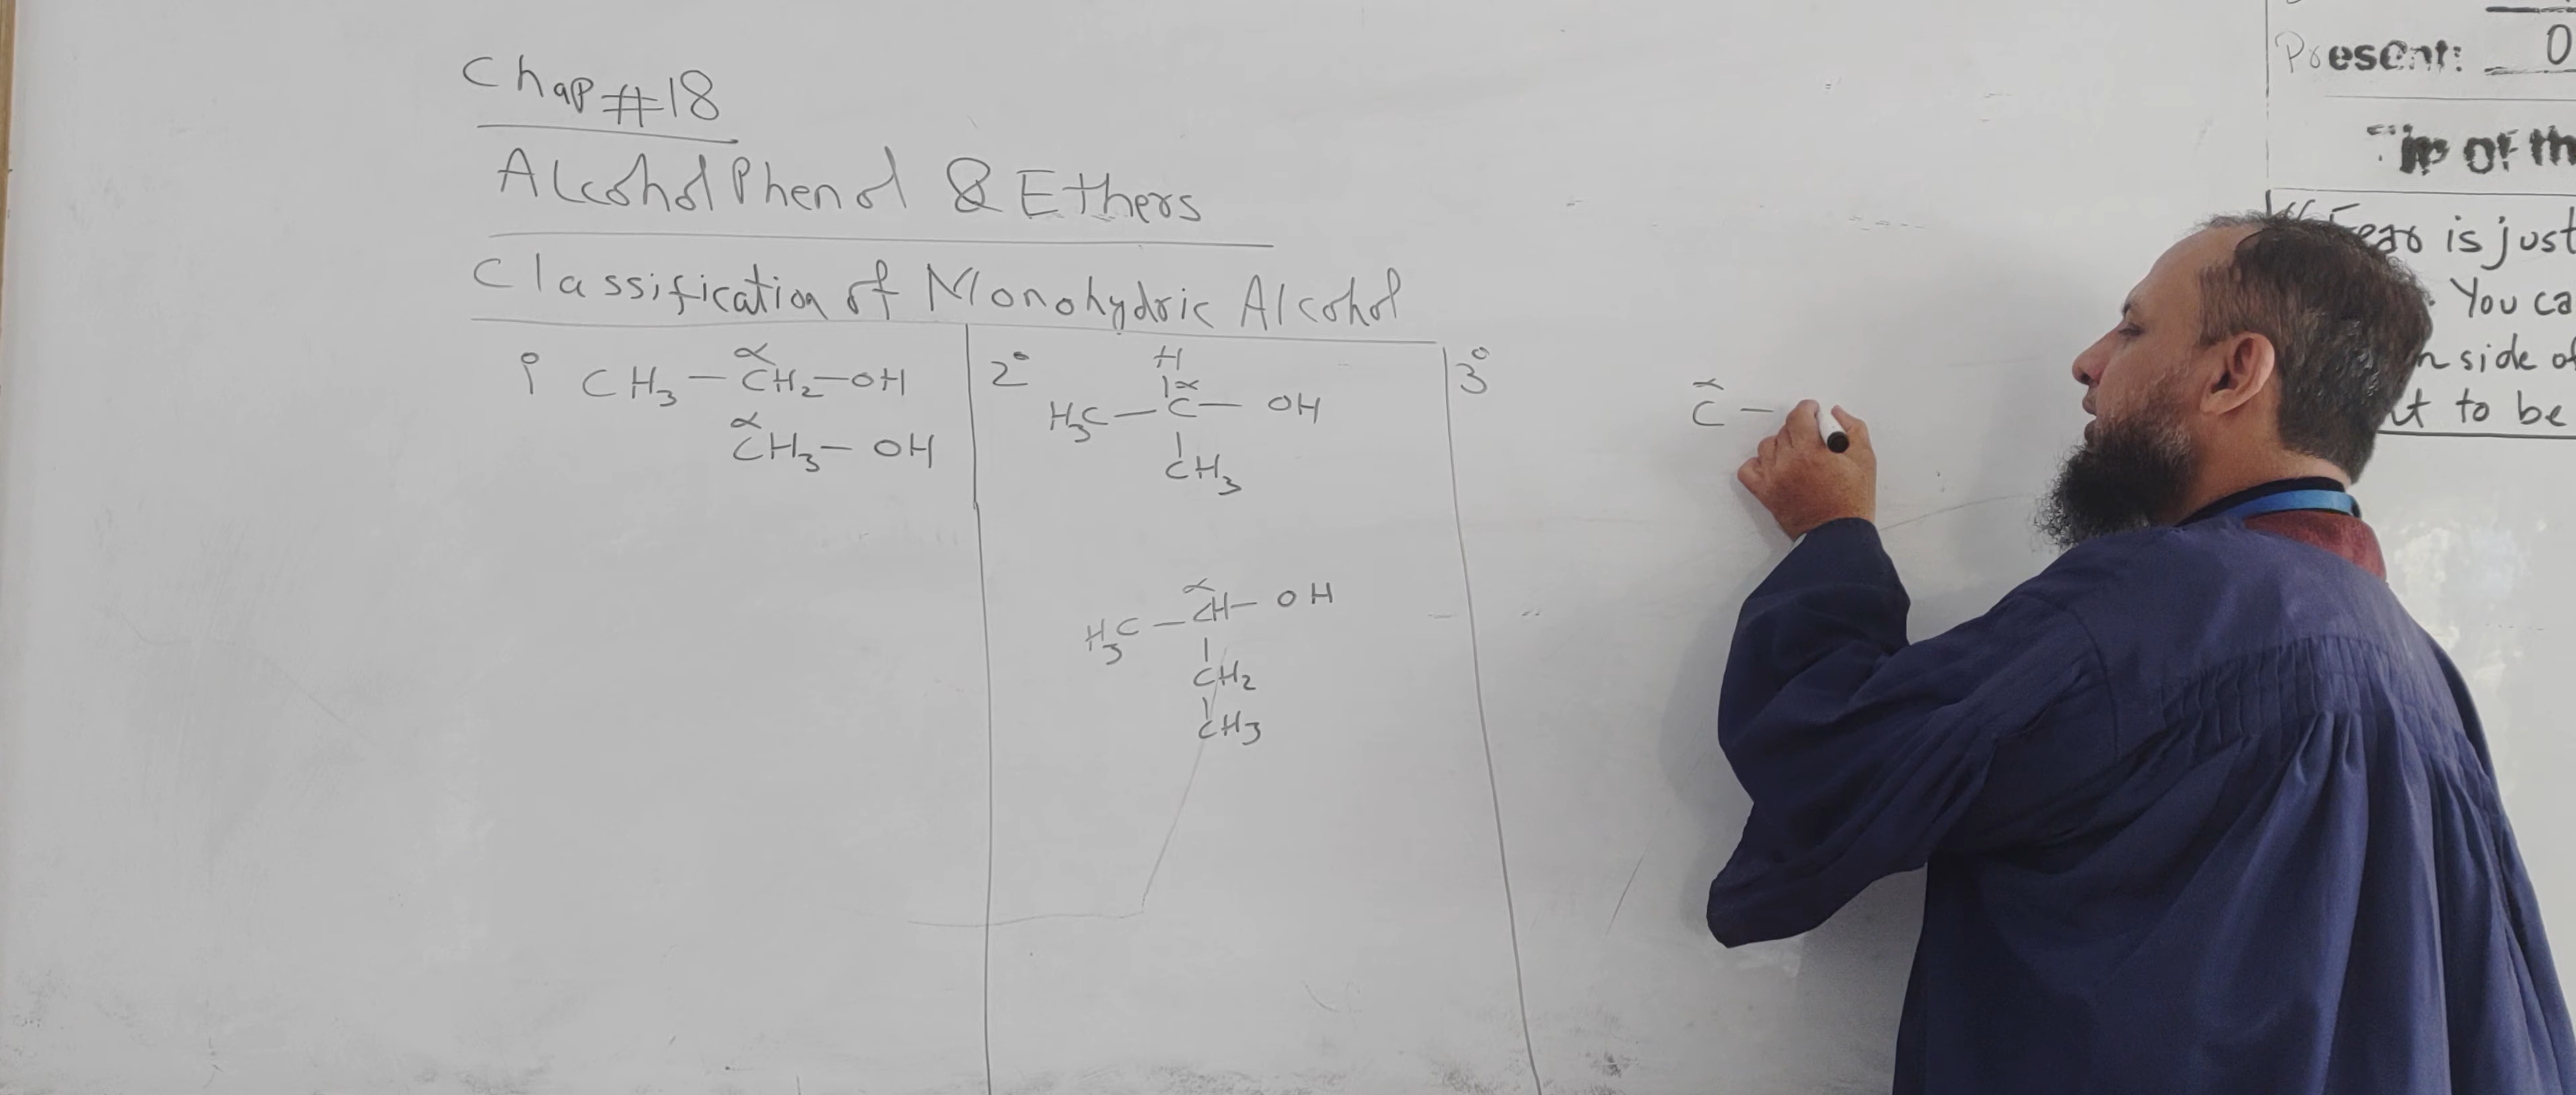 Chap#18
Alcohol Phenol & Ethers
Classification of Monohydric Alcohol
1° CH3 — CH2 — OH
α
α
CH3 — OH
2°
H
|α
H3C — C — OH
|
CH3
α
H3C — CH — OH
|
CH2
|
CH3
3°
α
C —
Present: 0
Tip of th
"Fear is just
. You ca
n side of
t to be